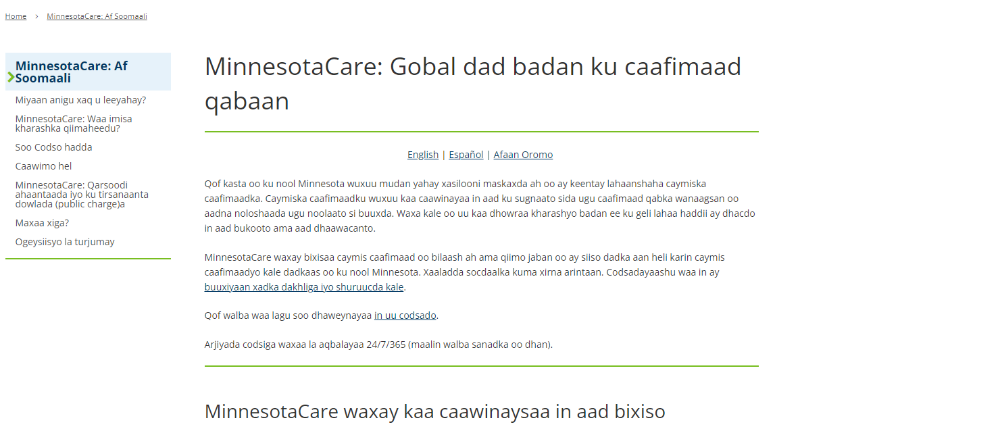 Home > MinnesotaCare: Af Soomaali
MinnesotaCare: Af
Soomaali
Miyaan anigu xaq u leeyahay?
MinnesotaCare: Waa imisa
kharashka qiimaheedu?
Soo Codso hadda
Caawimo hel
MinnesotaCare: Qarsoodi
ahaantaada iyo ku tirsanaanta
dowlada (public charge)a
Maxaa xiga?
Ogeysiisyo la turjumay
MinnesotaCare: Gobal dad badan ku caafimaad
qabaan
English | Español | Afaan Oromo
Qof kasta oo ku nool Minnesota wuxuu mudan yahay xasilooni maskaxda ah oo ay keentay lahaanshaha caymiska
caafimaadka. Caymiska caafimaadku wuxuu kaa caawinayaa in aad ku sugnaato sida ugu caafimaad qabka wanaagsan oo
aadna noloshaada ugu noolaato si buuxda. Waxa kale oo uu kaa dhowraa kharashyo badan ee ku geli lahaa haddii ay dhacdo
in aad bukooto ama aad dhaawacanto.
MinnesotaCare waxay bixisaa caymis caafimaad oo bilaash ah ama qiimo jaban oo ay siiso dadka aan heli karin caymis
caafimaadyo kale dadkaas oo ku nool Minnesota. Xaaladda socdaalka kuma xirna arintaan. Codsadayaashu waa in ay
buuxiyaan xadka dakhliga iyo shuruucda kale.
Qof walba waa lagu soo dhaweynayaa in uu codsado.
Arjiyada codsiga waxaa la aqbalayaa 24/7/365 (maalin walba sanadka oo dhan).
MinnesotaCare waxay kaa caawinaysaa in aad bixiso